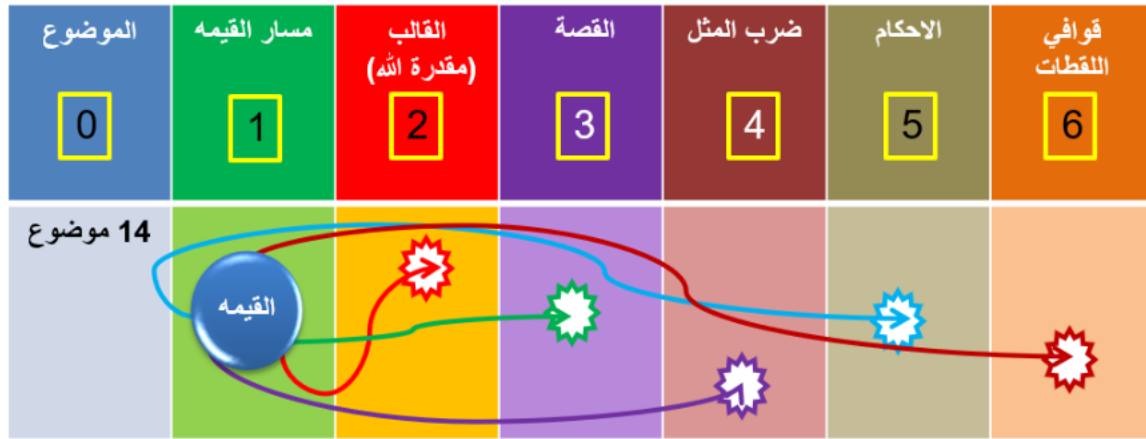 الموضوع
0
مسار القيمه
1
القالب
(مقدرة الله)
2
القصة
3
ضرب المثل
4
الاحكام
5
قوافي
اللقطات
6
14 موضوع
القيمه